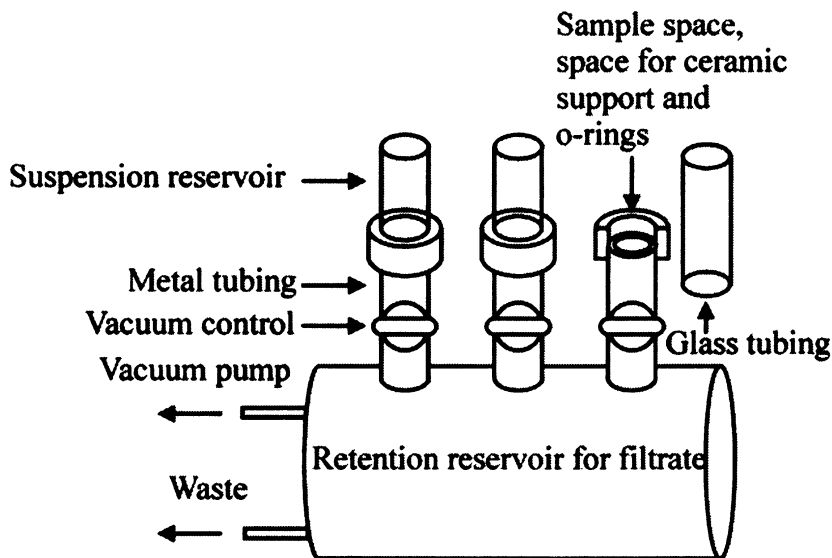 Sample space,
space for ceramic
support and
o-rings
Suspension reservoir
Metal tubing
Vacuum control
Glass tubing
Vacuum pump
Retention reservoir for filtrate
Waste